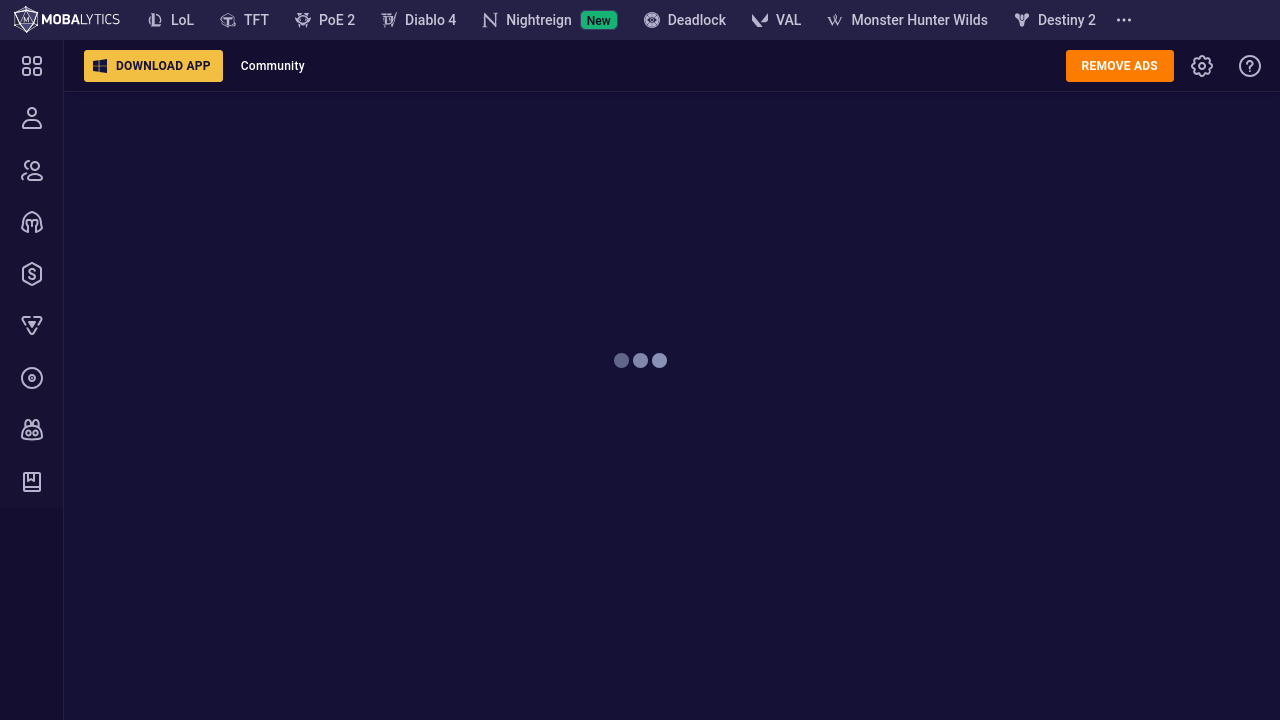 MOBALYTICS
LoL
TFT
PoE 2
Diablo 4
Nightreign
New
Deadlock
VAL
Monster Hunter Wilds
Destiny 2
DOWNLOAD APP
Community
REMOVE ADS